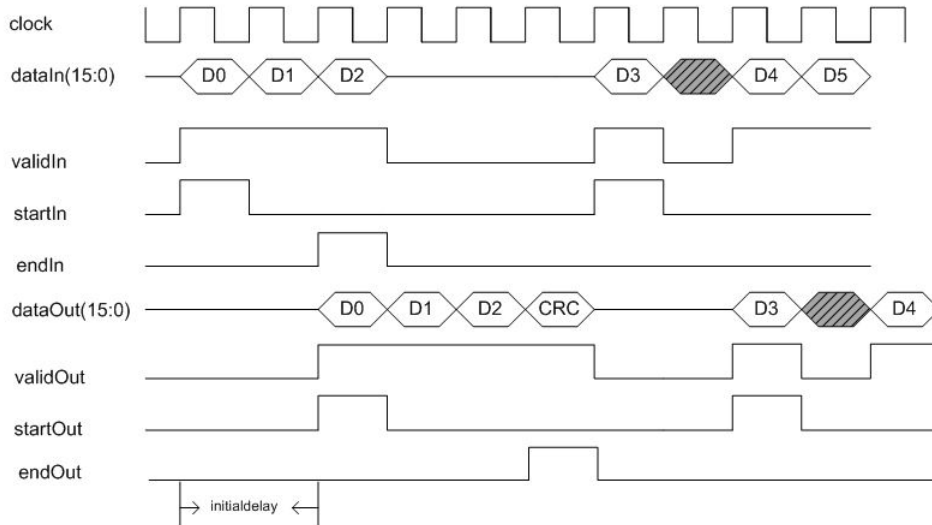 clock
dataIn(15:0) D0 D1 D2 D3 D4 D5
validIn
startIn
endIn
dataOut(15:0) D0 D1 D2 CRC D3 D4
validOut
startOut
endOut
initialdelay